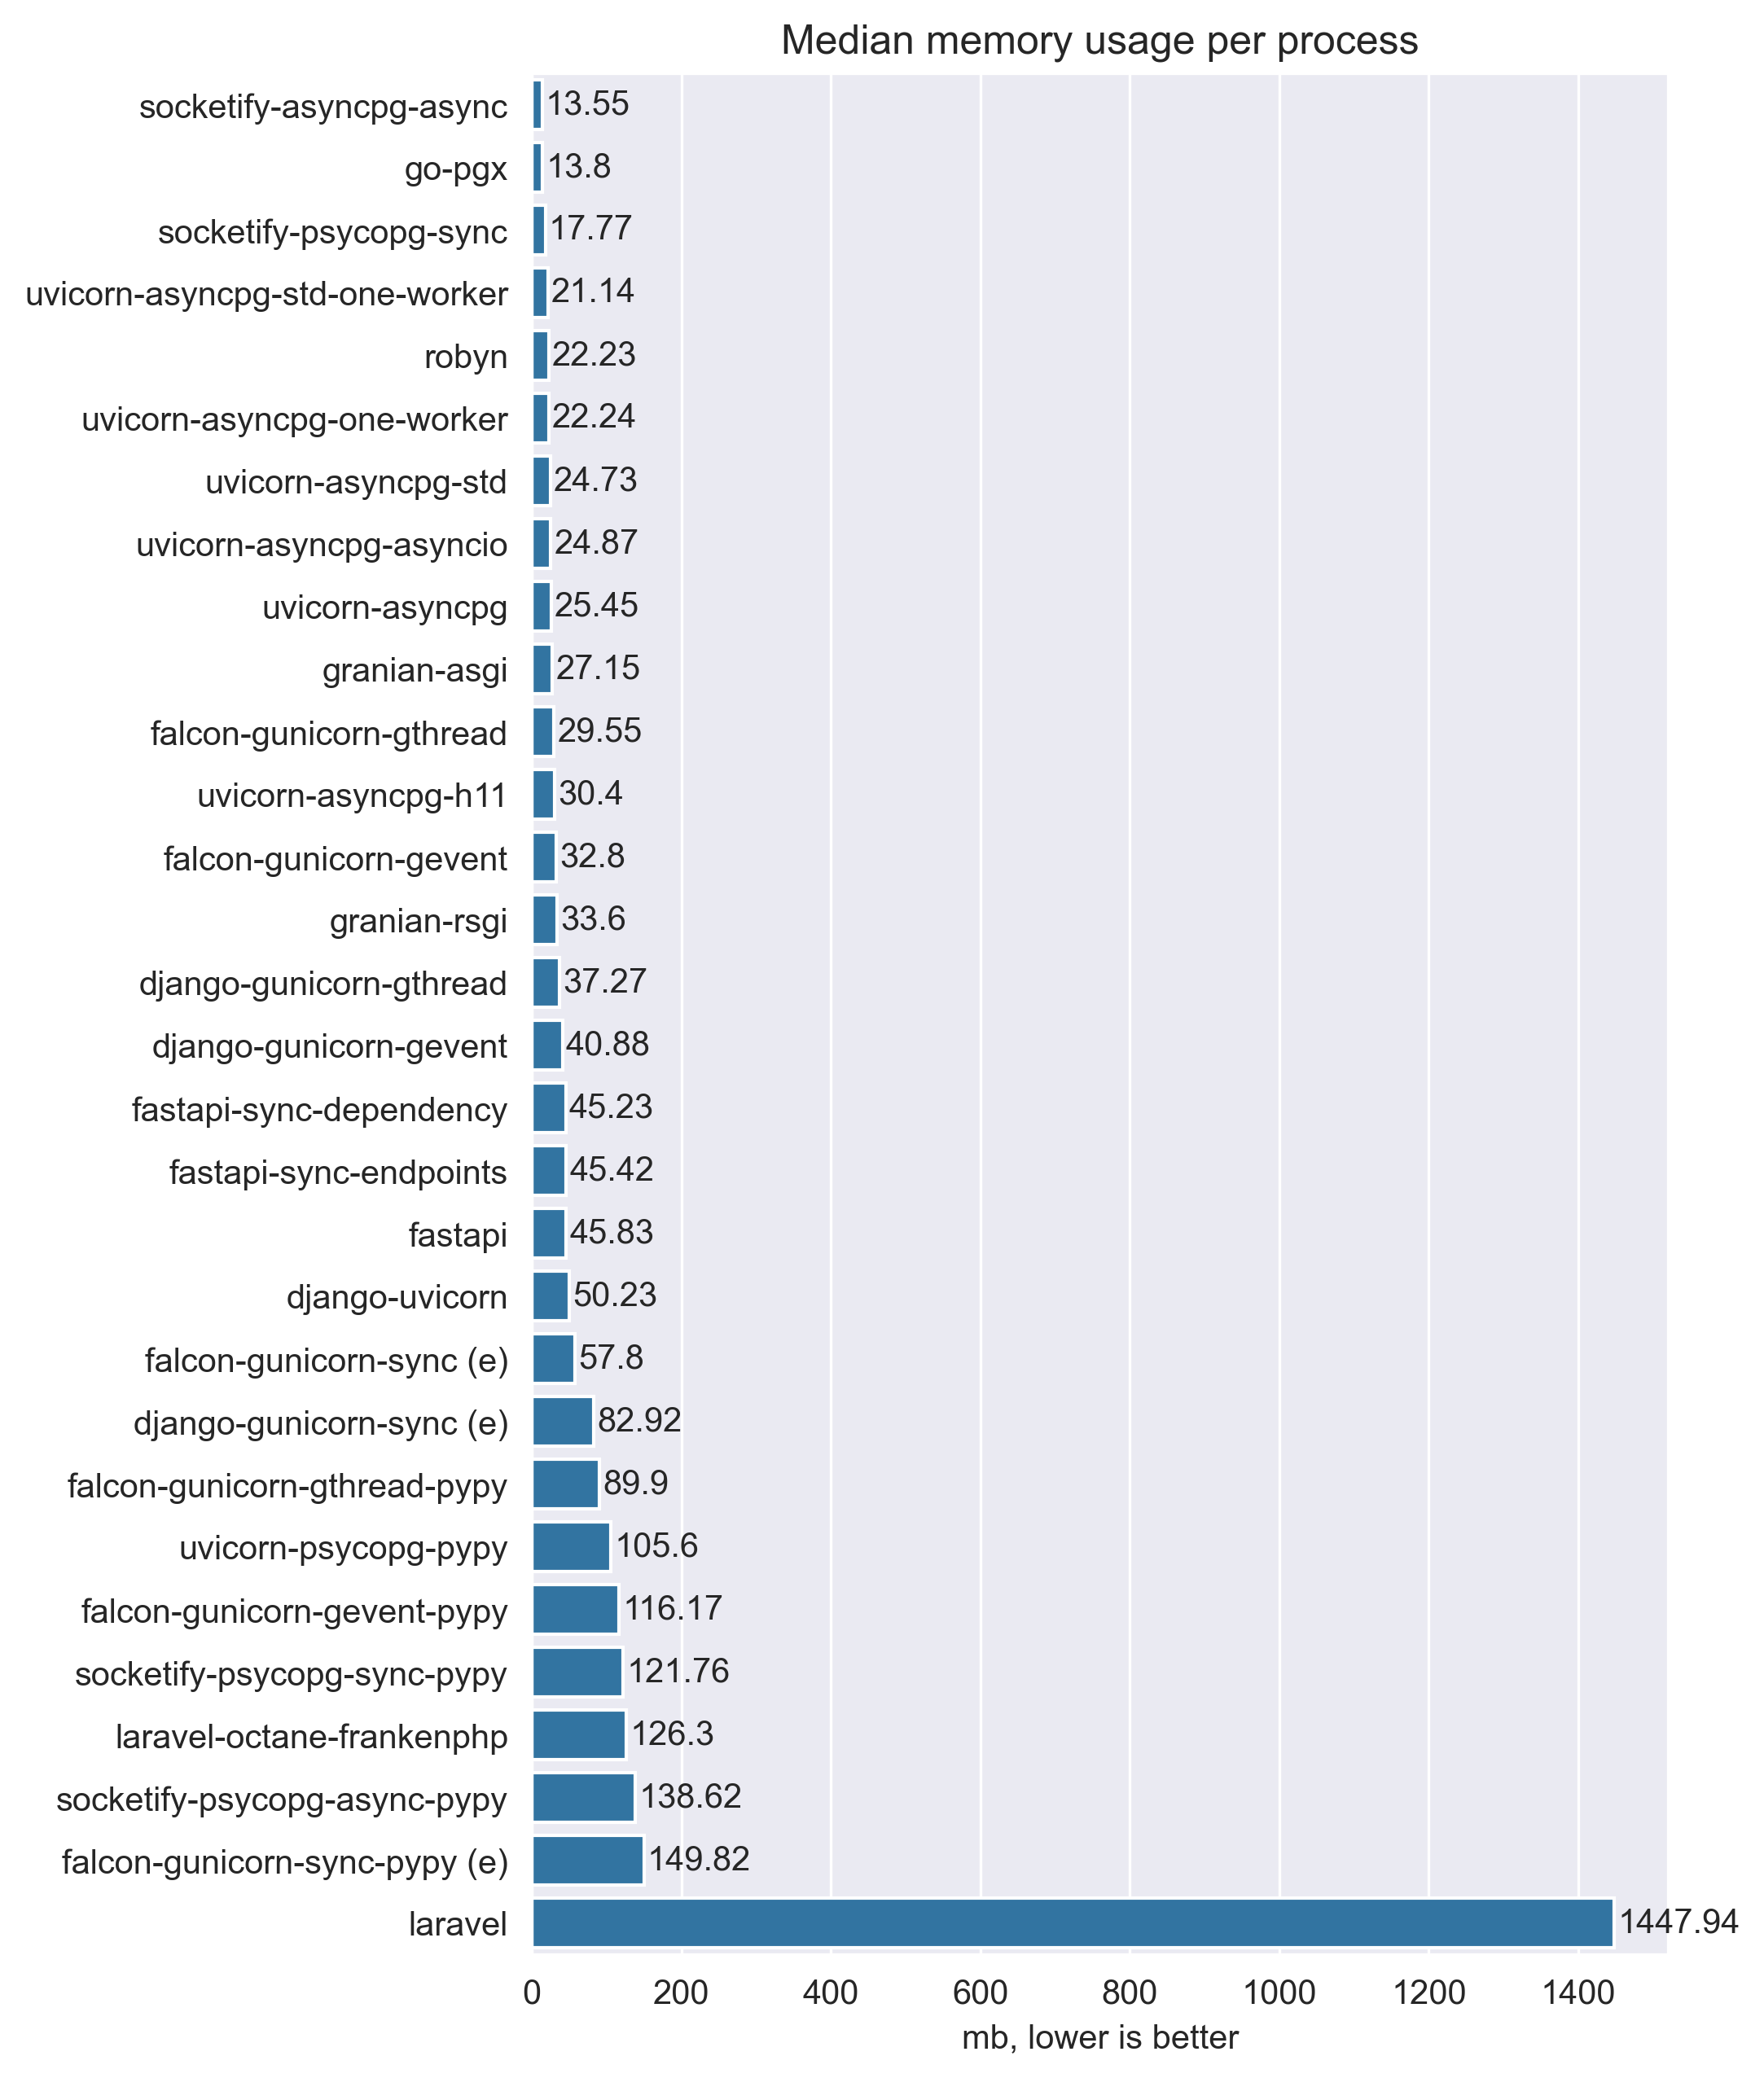 Median memory usage per process
socketify-asyncpg-async 13.55
go-pgx 13.8
socketify-psycopg-sync 17.77
uvicorn-asyncpg-std-one-worker 21.14
robyn 22.23
uvicorn-asyncpg-one-worker 22.24
uvicorn-asyncpg-std 24.73
uvicorn-asyncpg-asyncio 24.87
uvicorn-asyncpg 25.45
granian-asgi 27.15
falcon-gunicorn-gthread 29.55
uvicorn-asyncpg-h11 30.4
falcon-gunicorn-gevent 32.8
granian-rsgi 33.6
django-gunicorn-gthread 37.27
django-gunicorn-gevent 40.88
fastapi-sync-dependency 45.23
fastapi-sync-endpoints 45.42
fastapi 45.83
django-uvicorn 50.23
falcon-gunicorn-sync (e) 57.8
django-gunicorn-sync (e) 82.92
falcon-gunicorn-gthread-pypy 89.9
uvicorn-psycopg-pypy 105.6
falcon-gunicorn-gevent-pypy 116.17
socketify-psycopg-sync-pypy 121.76
laravel-octane-frankenphp 126.3
socketify-psycopg-async-pypy 138.62
falcon-gunicorn-sync-pypy (e) 149.82
laravel 1447.94
0 200 400 600 800 1000 1200 1400
mb, lower is better